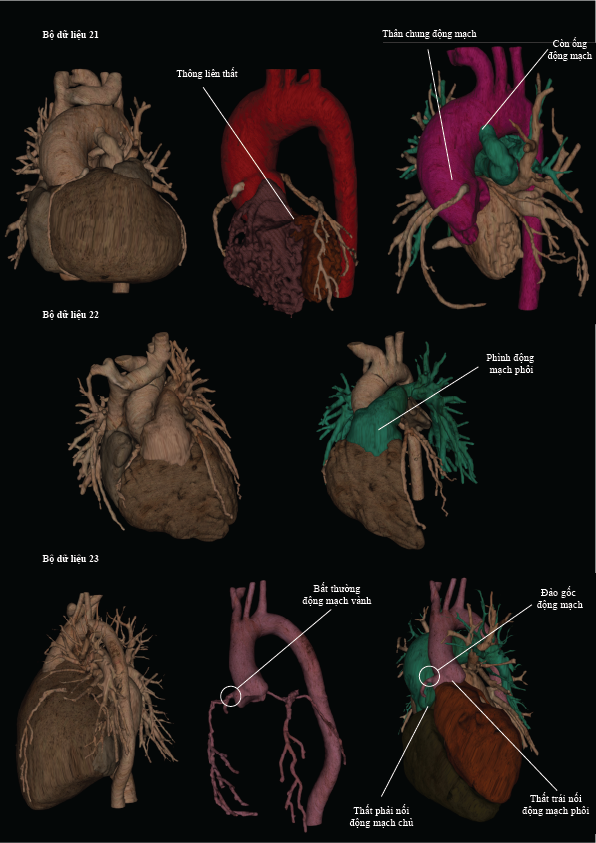 Bộ dữ liệu 21
Thân chung động mạch
Còn ống
động mạch
Thông liên thất
Bộ dữ liệu 22
Phình động
mạch phổi
Bộ dữ liệu 23
Bất thường
động mạch vành
Đảo gốc
động mạch
Thất phải nối
động mạch chủ
Thất trái nối
động mạch phổi